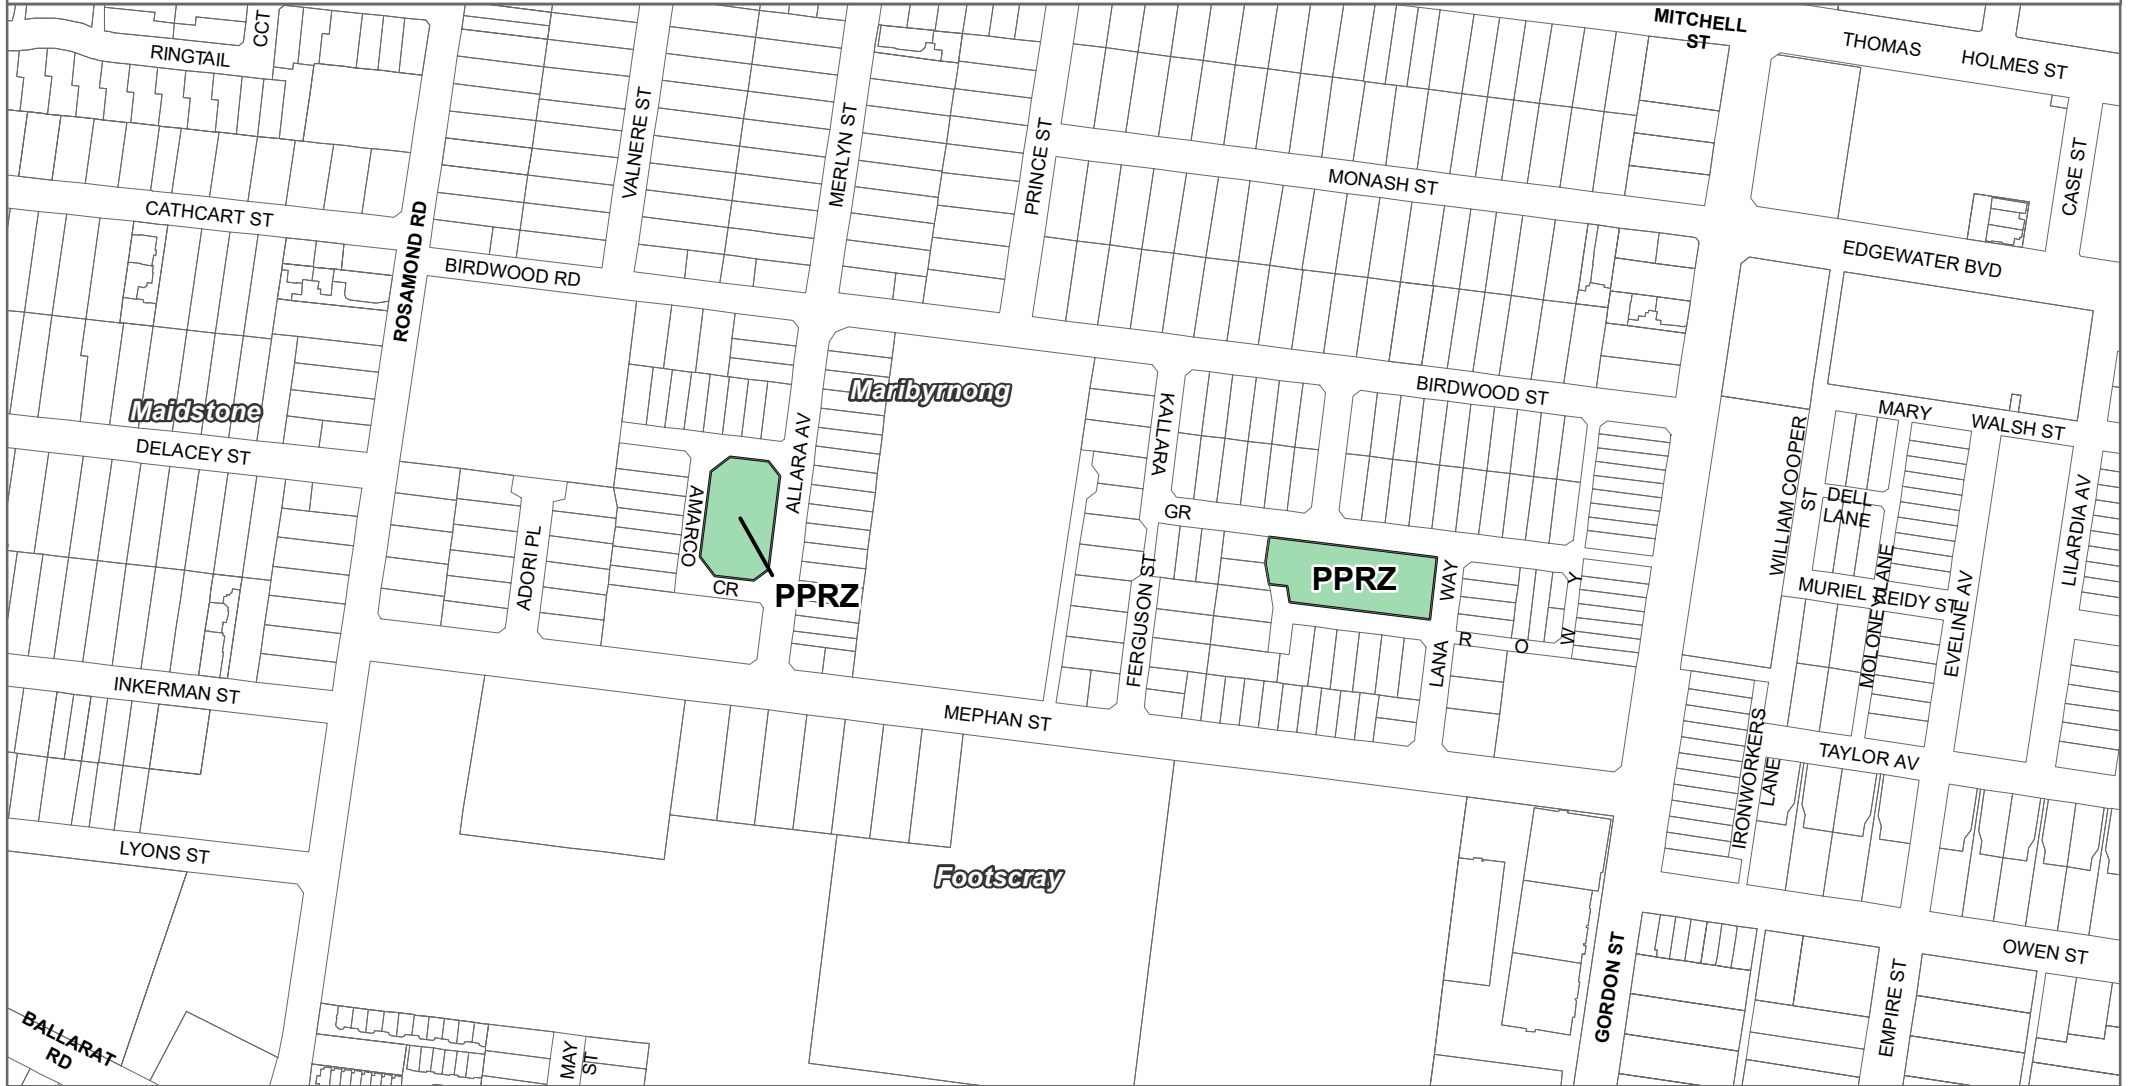 MITCHELL
ST
THOMAS HOLMES ST
CCT
RINGTAIL
VALNERE ST
MERLYN ST
PRINCE ST
MONASH ST
CASE ST
CATHCART ST
ROSAMOND RD
BIRDWOOD RD
EDGEWATER BVD
Maidstone
Maribyrnong
BIRDWOOD ST
KALLARA
MARY WALSH ST
WILLIAM COOPER
ST
DELACEY ST
ALLARA AV
AMARCO
CR
PPRZ
GR
DELL
LANE
LILARDIA AV
ADORI PL
FERGUSON ST
PPRZ
LANA WAY
R O W Y
MURIEL REIDY ST
MOLONEY LANE
EVELINE AV
INKERMAN ST
MEPHAN ST
IRONWORKERS
LANE
TAYLOR AV
LYONS ST
Footscray
GORDON ST
OWEN ST
EMPIRE ST
BALLARAT
RD
MAY
ST